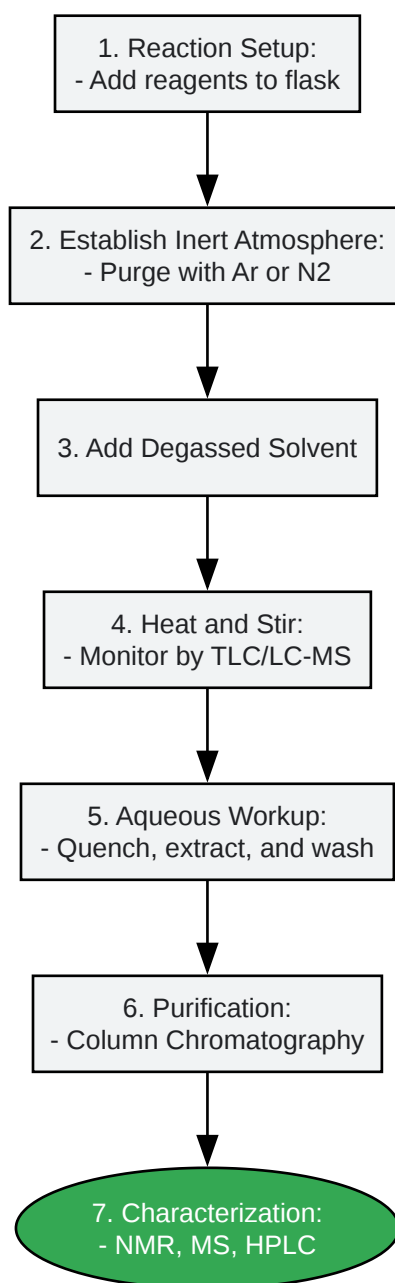 1. Reaction Setup:
- Add reagents to flask
2. Establish Inert Atmosphere:
- Purge with Ar or N2
3. Add Degassed Solvent
4. Heat and Stir:
- Monitor by TLC/LC-MS
5. Aqueous Workup:
- Quench, extract, and wash
6. Purification:
- Column Chromatography
7. Characterization:
- NMR, MS, HPLC